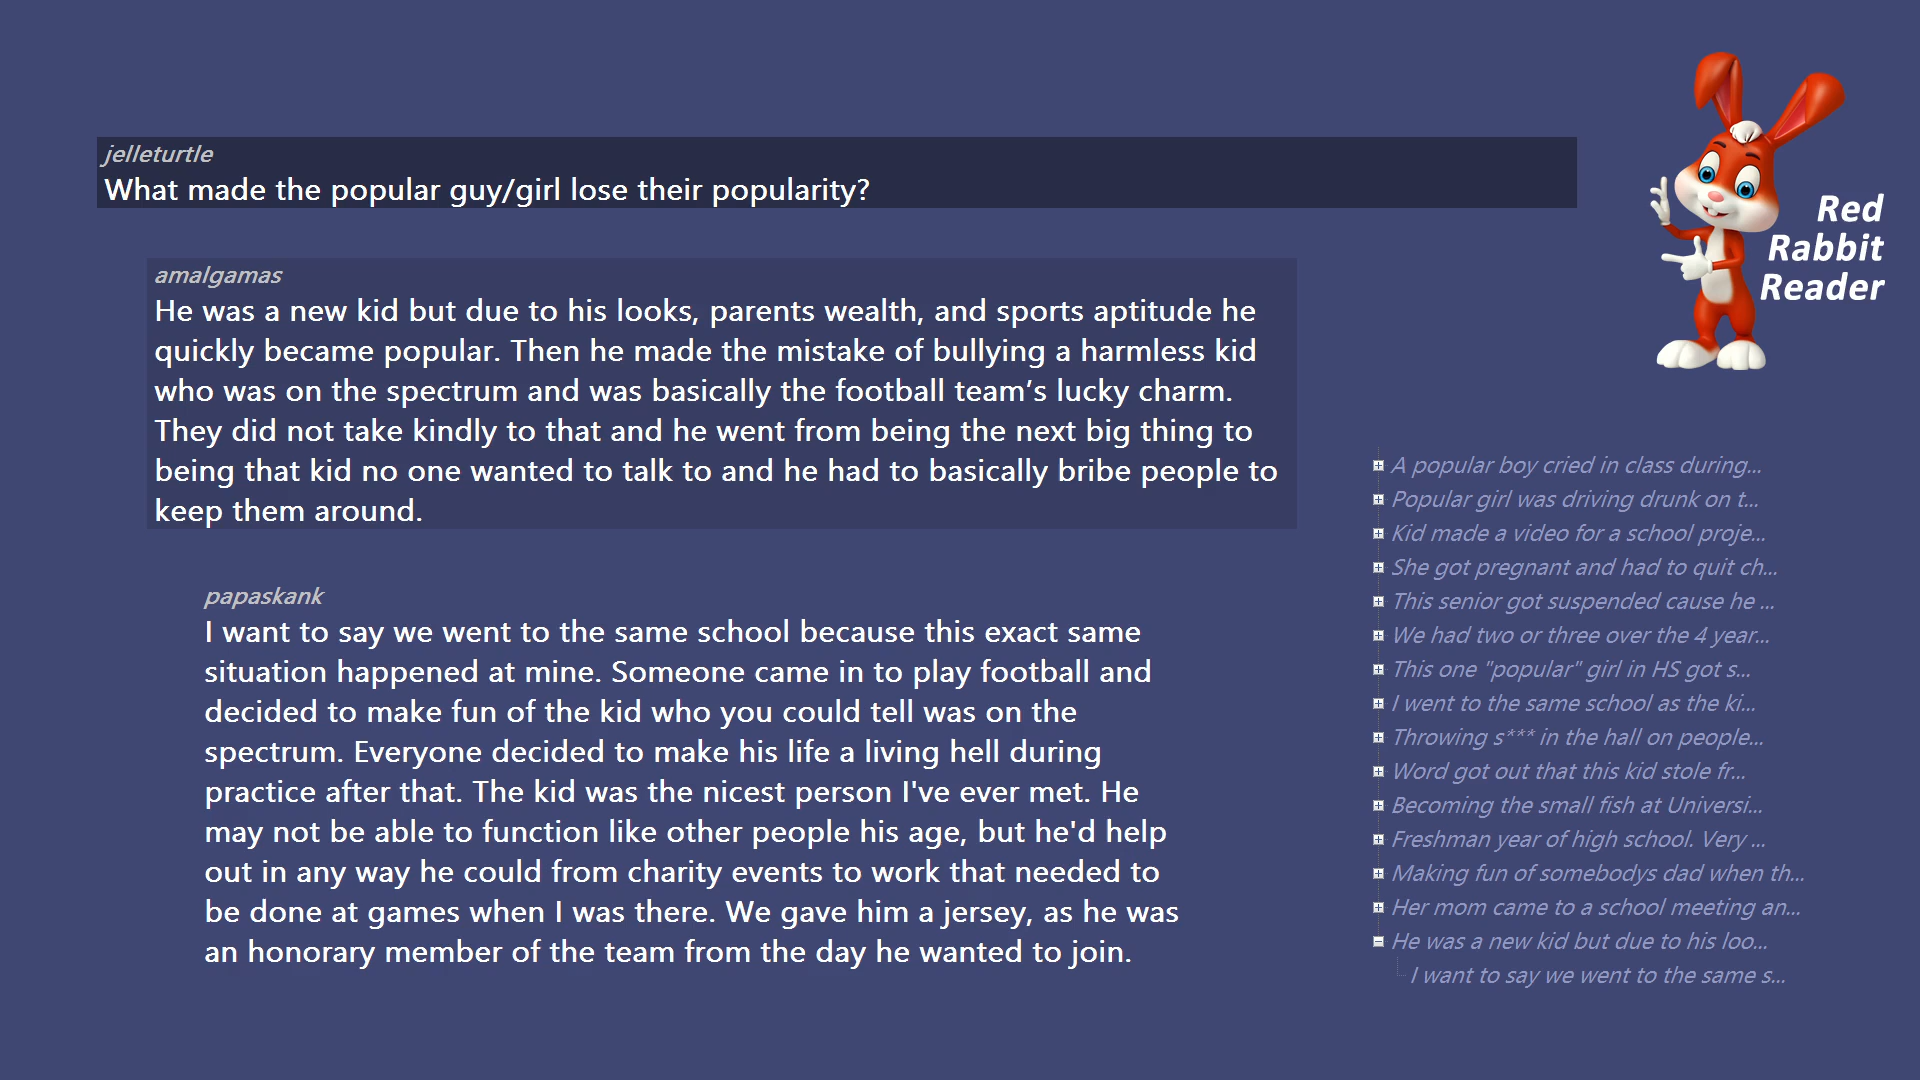 jelleturtle
What made the popular guy/girl lose their popularity?
amalgamas
He was a new kid but due to his looks, parents wealth, and sports aptitude he
quickly became popular. Then he made the mistake of bullying a harmless kid
who was on the spectrum and was basically the football team’s lucky charm.
They did not take kindly to that and he went from being the next big thing to
being that kid no one wanted to talk to and he had to basically bribe people to
keep them around.
papaskank
I want to say we went to the same school because this exact same
situation happened at mine. Someone came in to play football and
decided to make fun of the kid who you could tell was on the
spectrum. Everyone decided to make his life a living hell during
practice after that. The kid was the nicest person I've ever met. He
may not be able to function like other people his age, but he'd help
out in any way he could from charity events to work that needed to
be done at games when I was there. We gave him a jersey, as he was
an honorary member of the team from the day he wanted to join.
Red
Rabbit
Reader
A popular boy cried in class during...
Popular girl was driving drunk on t...
Kid made a video for a school proje...
She got pregnant and had to quit ch...
This senior got suspended cause he ...
We had two or three over the 4 year...
This one "popular" girl in HS got s...
I went to the same school as the ki...
Throwing s*** in the hall on people...
Word got out that this kid stole fr...
Becoming the small fish at Universi...
Freshman year of high school. Very ...
Making fun of somebodys dad when th...
Her mom came to a school meeting an...
He was a new kid but due to his loo...
I want to say we went to the same s...